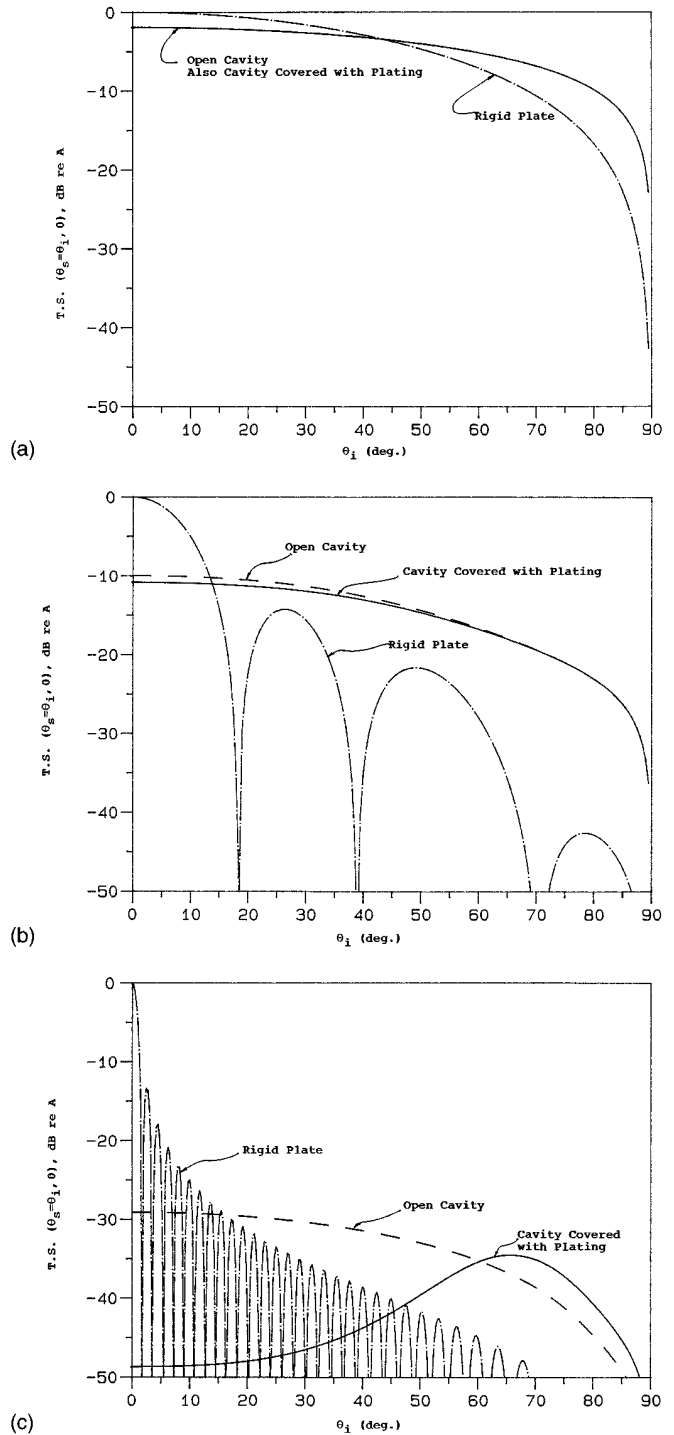 0
-10
-20
-30
-40
-50
T.S. (θs=θi, 0), dB re A
Open Cavity
Also Cavity Covered with Plating
Rigid Plate
0 10 20 30 40 50 60 70 80 90
θi (deg.)
(a)
0
-10
-20
-30
-40
-50
T.S. (θs=θi, 0), dB re A
Open Cavity
Cavity Covered with Plating
Rigid Plate
0 10 20 30 40 50 60 70 80 90
θi (deg.)
(b)
0
-10
-20
-30
-40
-50
T.S. (θs=θi, 0), dB re A
Rigid Plate
Open Cavity
Cavity Covered
with Plating
0 10 20 30 40 50 60 70 80 90
θi (deg.)
(c)